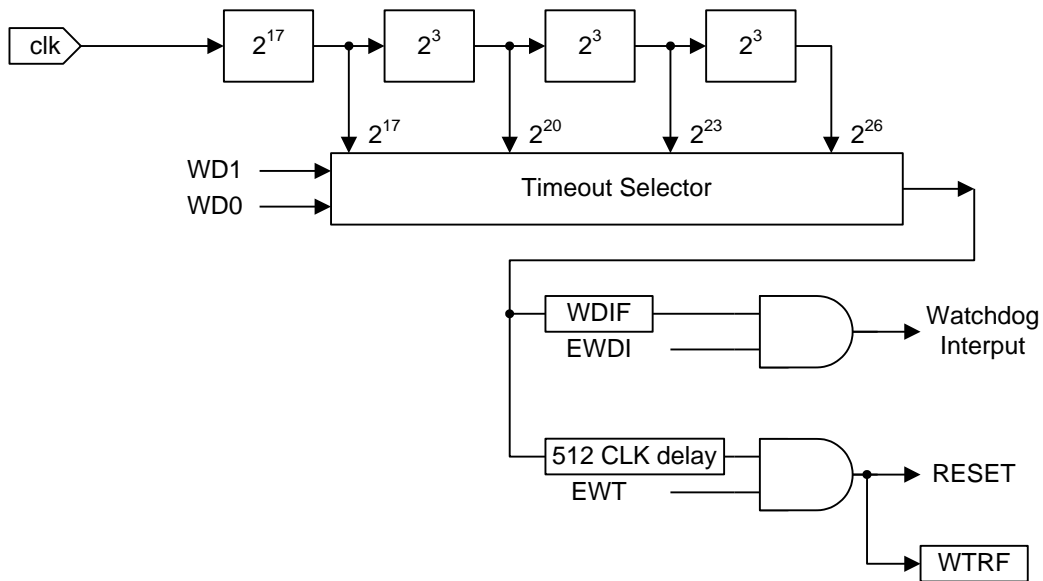 clk
2^17
2^3
2^3
2^3
2^17
2^20
2^23
2^26
WD1
WD0
Timeout Selector
WDIF
EWDI
Watchdog
Interput
512 CLK delay
EWT
RESET
WTRF